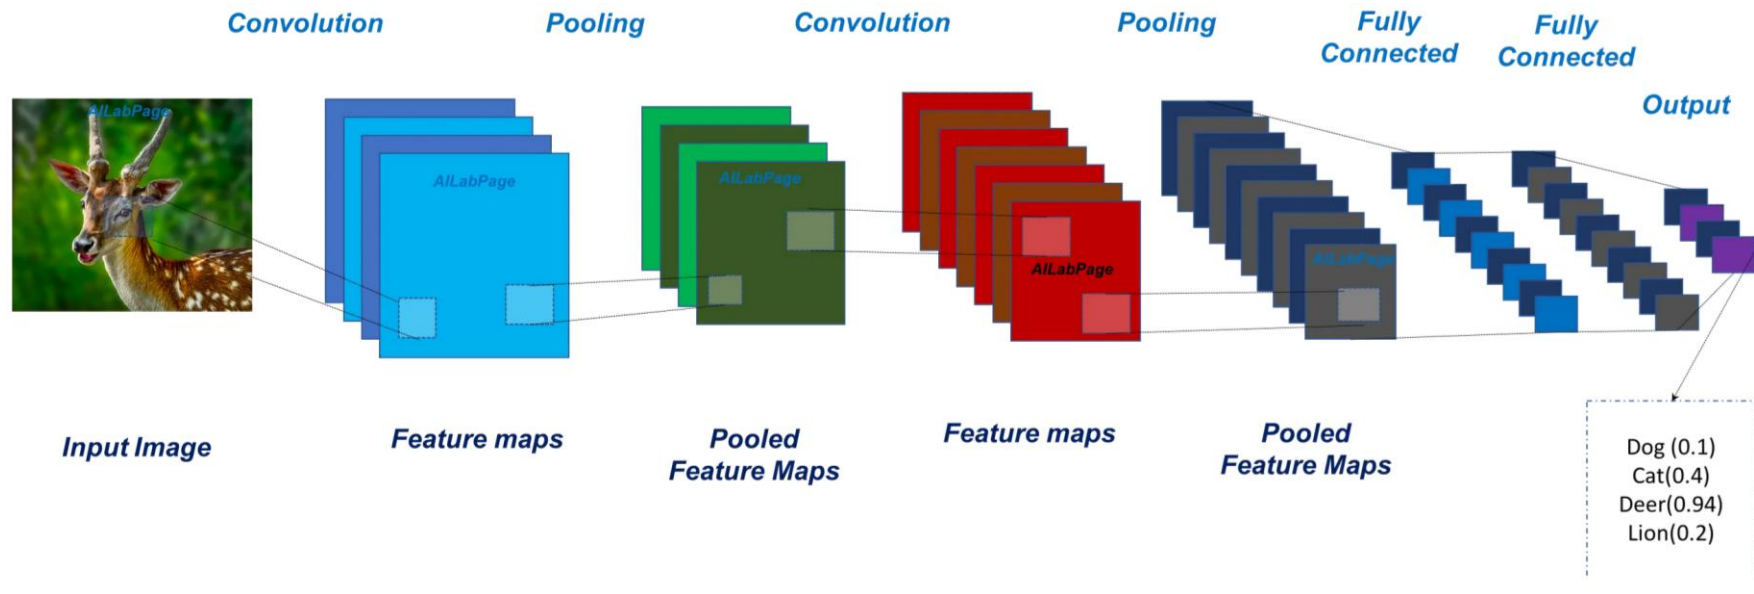 Convolution
Pooling
Convolution
Pooling
Fully
Connected
Fully
Connected
Output
AILabPage
AILabPage
AILabPage
AILabPage
AILabPage
Input Image
Feature maps
Pooled
Feature Maps
Feature maps
Pooled
Feature Maps
Dog (0.1)
Cat(0.4)
Deer(0.94)
Lion(0.2)